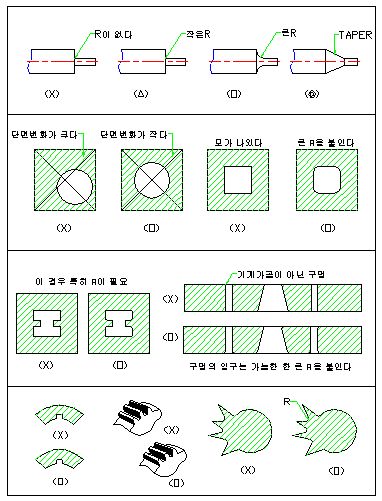 R이 없다
작은R
큰R
TAPER
(X)
(△)
(□)
단면변화가 크다
단면변화가 작다
모가 나있다
큰 R을 붙인다
(X)
(□)
(X)
(□)
이 경우 특히 R이 필요
기계가공이 아닌 구멍
(X)
(□)
(X)
(□)
구멍의 입구는 가능한 한 큰 R을 붙인다
R
(X)
(X)
(□)
(□)
(X)
(□)